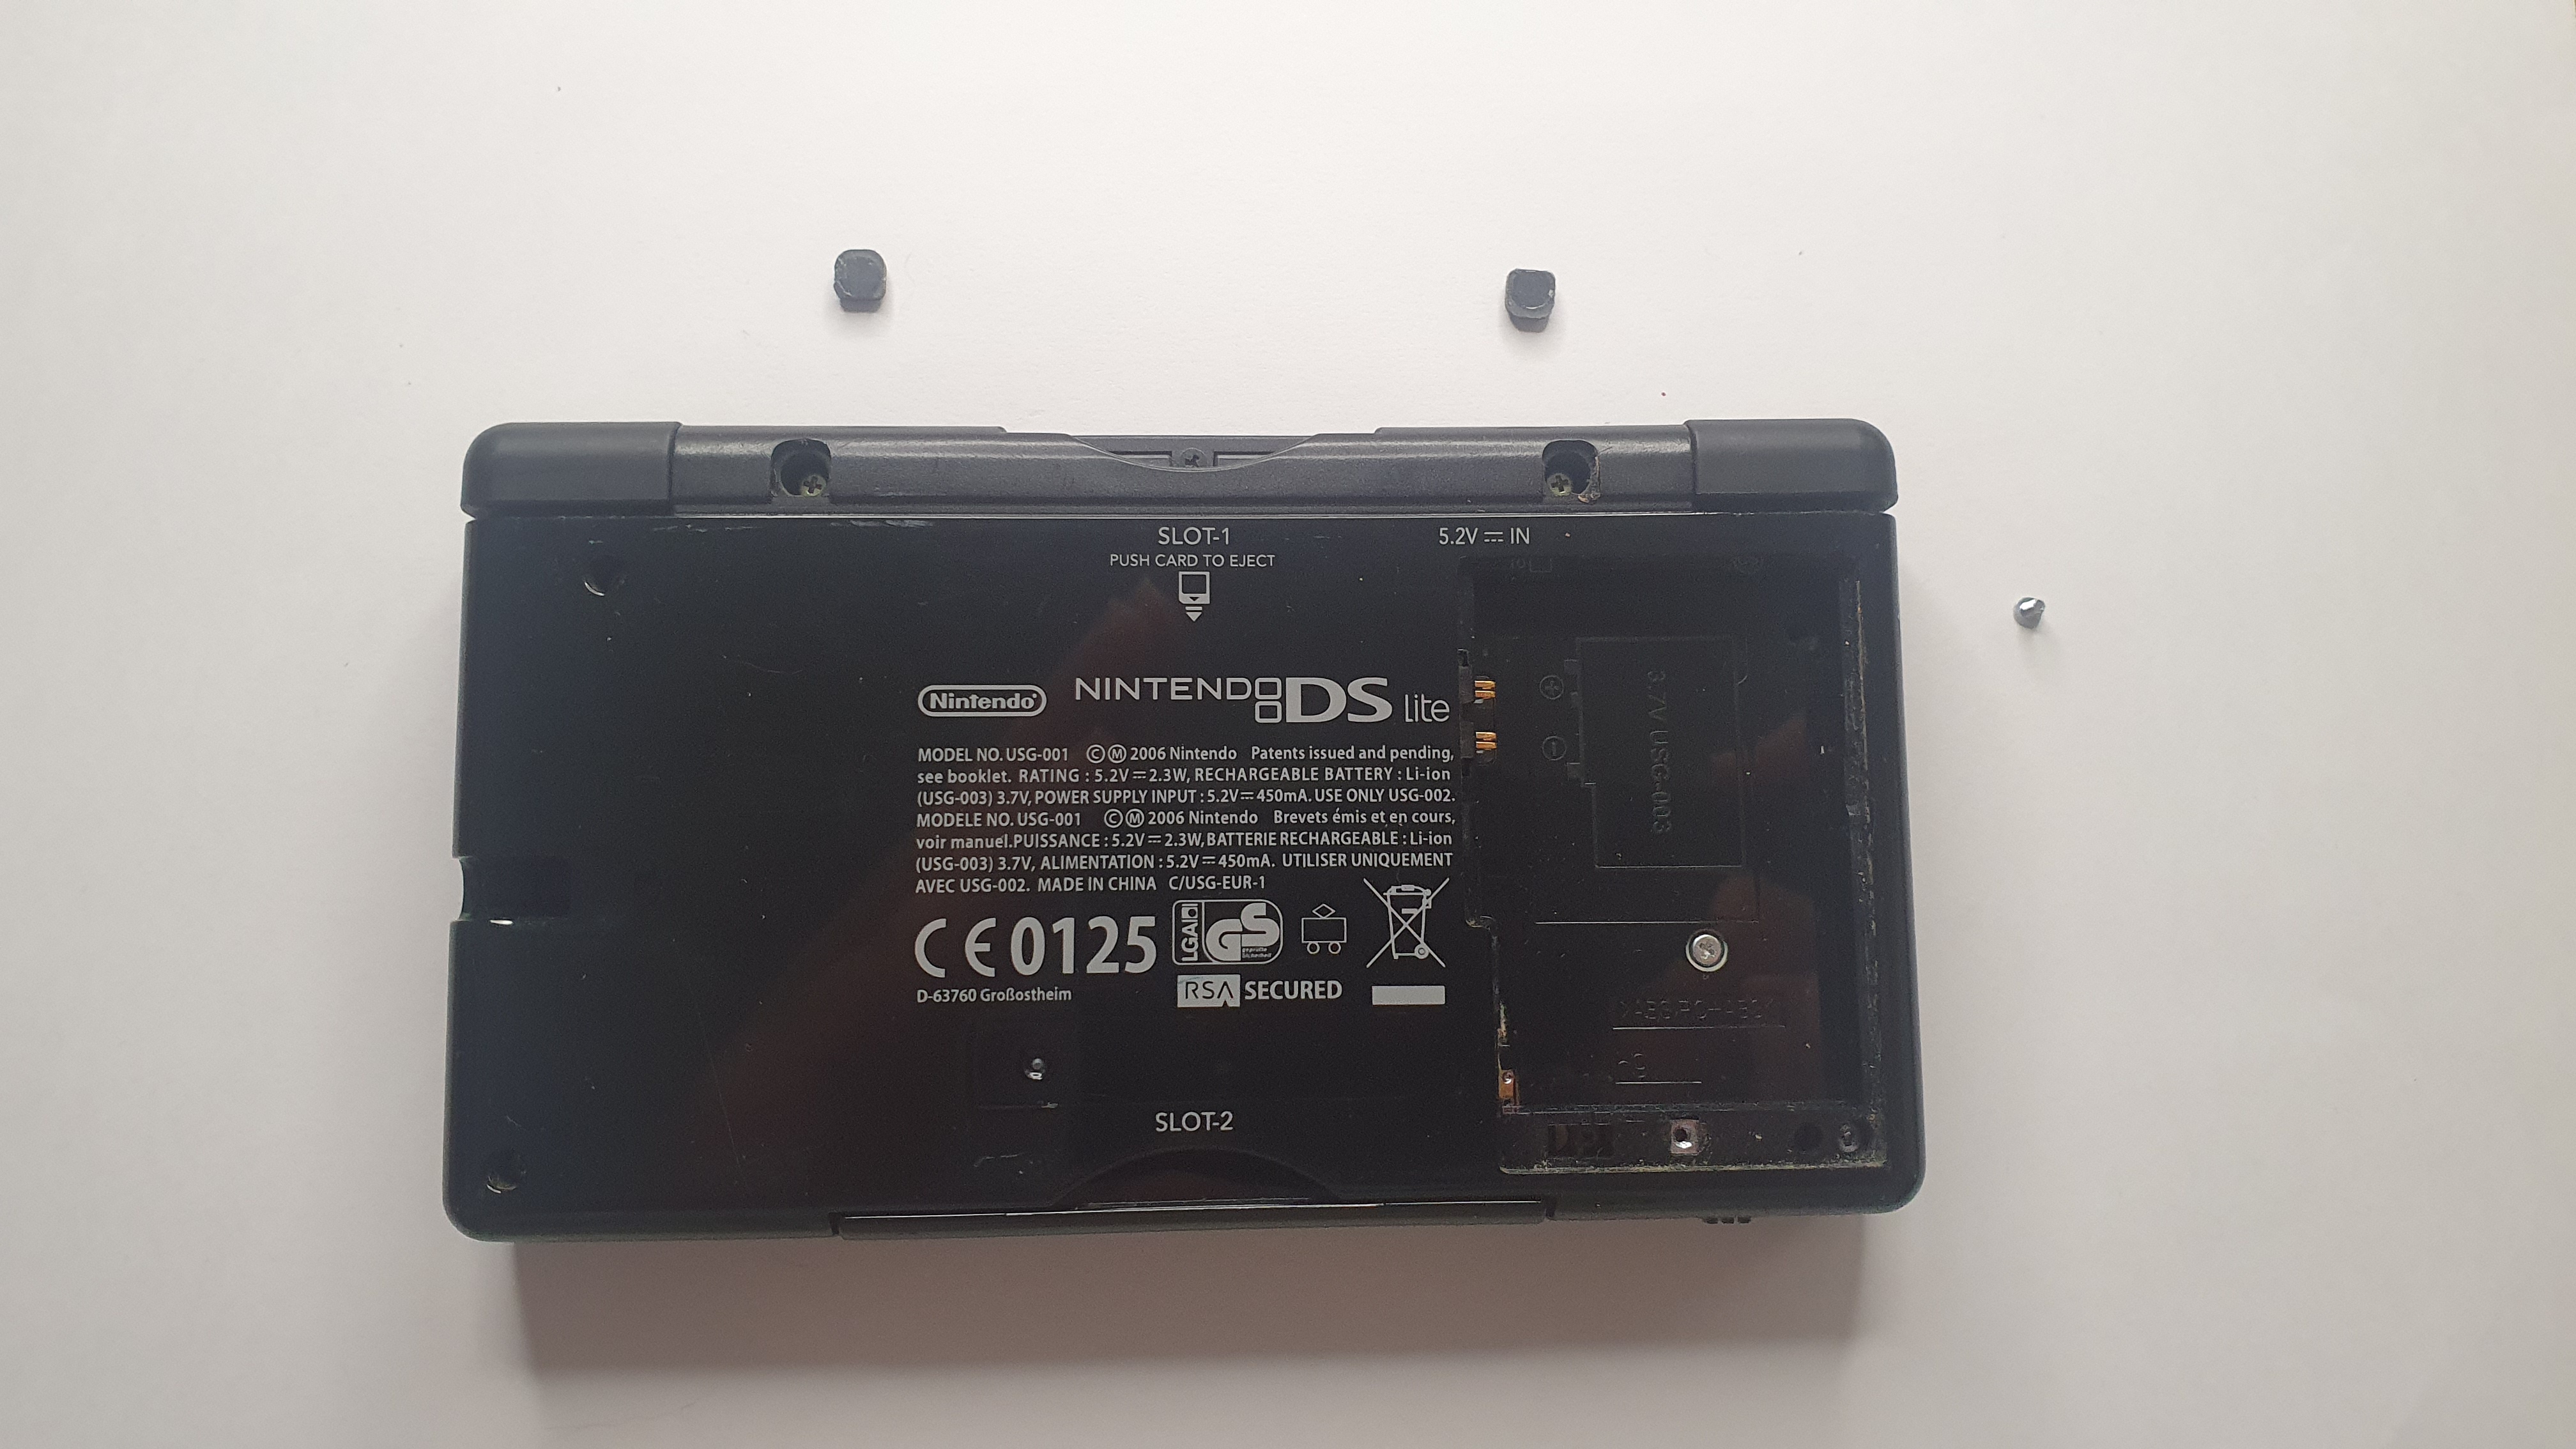 SLOT-1
PUSH CARD TO EJECT
5.2V ⎓ IN
Nintendo®
NINTENDO DS Lite
MODEL NO. USG-001 ⓒⓂ 2006 Nintendo Patents issued and pending,
see booklet. RATING : 5.2V ⎓ 2.3W, RECHARGEABLE BATTERY : Li-ion
(USG-003) 3.7V, POWER SUPPLY INPUT : 5.2V ⎓ 450mA. USE ONLY USG-002.
MODELE NO. USG-001 ⓒⓂ 2006 Nintendo Brevets émis et en cours,
voir manuel.PUISSANCE : 5.2V ⎓ 2.3W, BATTERIE RECHARGEABLE : Li-ion
(USG-003) 3.7V, ALIMENTATION : 5.2V ⎓ 450mA. UTILISER UNIQUEMENT
AVEC USG-002. MADE IN CHINA C/USG-EUR-1
CE 0125
LGAI
GS
geprüfte
Sicherheit
D-63760 Großostheim
RSA SECURED
SLOT-2
3.7V USG-003